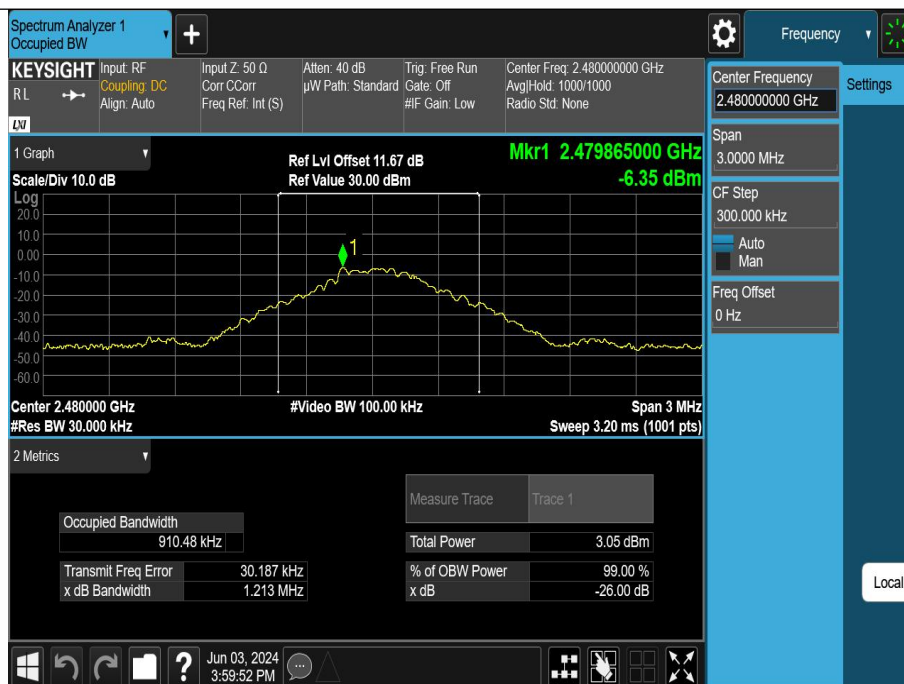 Spectrum Analyzer 1
Occupied BW
Frequency
KEYSIGHT
R L
LXI
Input: RF
Coupling: DC
Align: Auto
Input Z: 50 Ω
Corr CCorr
Freq Ref: Int (S)
Atten: 40 dB
µW Path: Standard
Trig: Free Run
Gate: Off
#IF Gain: Low
Center Freq: 2.480000000 GHz
Avg|Hold: 1000/1000
Radio Std: None
Center Frequency
2.480000000 GHz
Settings
Span
3.0000 MHz
CF Step
300.000 kHz
Auto
Man
Freq Offset
0 Hz
Local
1 Graph
Scale/Div 10.0 dB
Ref Lvl Offset 11.67 dB
Ref Value 30.00 dBm
Mkr1 2.479865000 GHz
-6.35 dBm
Log
20.0
10.0
0.00
-10.0
-20.0
-30.0
-40.0
-50.0
-60.0
1
Center 2.480000 GHz
#Res BW 30.000 kHz
#Video BW 100.00 kHz
Span 3 MHz
Sweep 3.20 ms (1001 pts)
2 Metrics
Measure Trace
Trace 1
Occupied Bandwidth
910.48 kHz
Total Power
3.05 dBm
Transmit Freq Error
30.187 kHz
% of OBW Power
99.00 %
x dB Bandwidth
1.213 MHz
x dB
-26.00 dB
?
Jun 03, 2024
3:59:52 PM